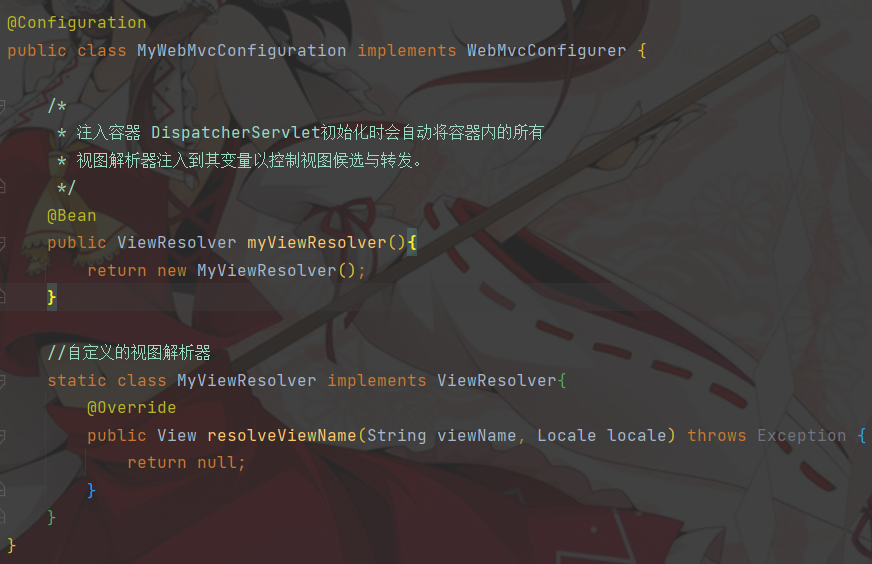 @Configuration
public class MyWebMvcConfiguration implements WebMvcConfigurer {
/*
* 注入容器 DispatcherServlet初始化时会自动将容器内的所有
* 视图解析器注入到其变量以控制视图候选与转发。
*/
@Bean
public ViewResolver myViewResolver(){
return new MyViewResolver();
}
//自定义的视图解析器
static class MyViewResolver implements ViewResolver{
@Override
public View resolveViewName(String viewName, Locale locale) throws Exception {
return null;
}
}
}